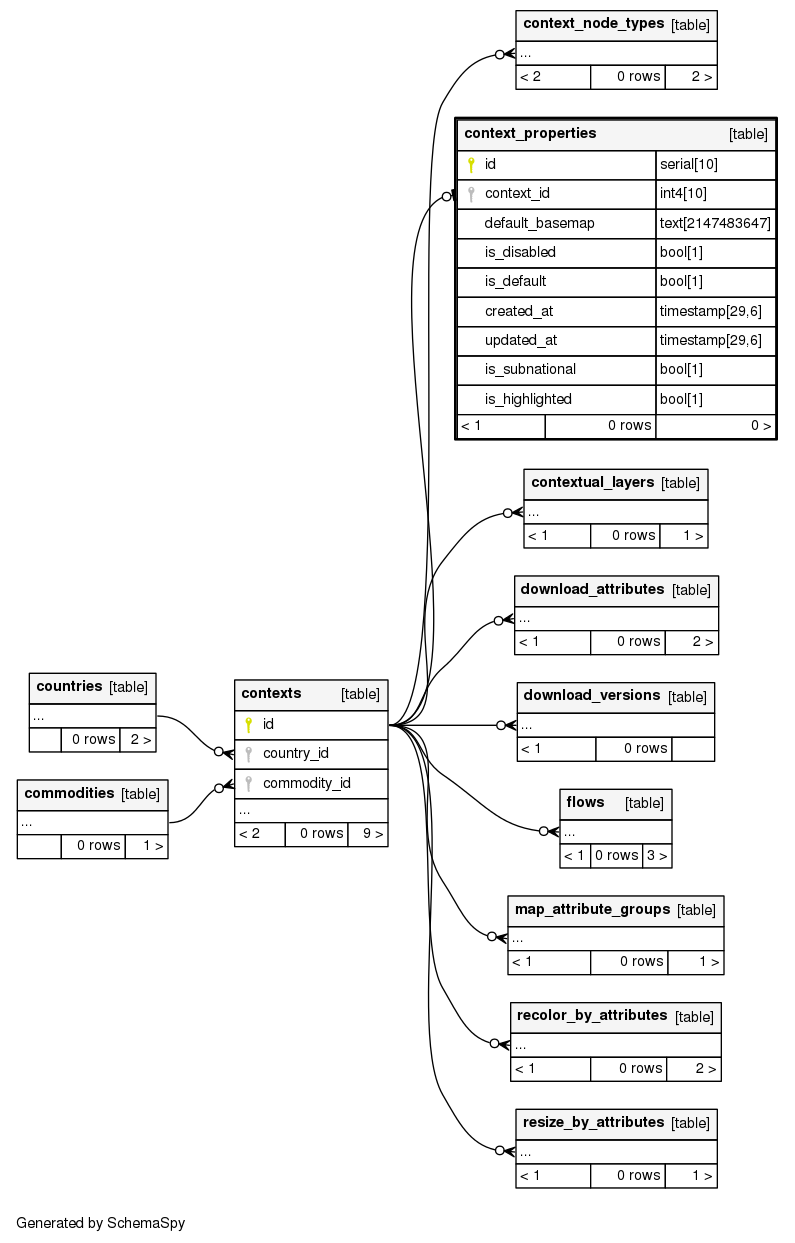 context_node_types [table]
...
< 2 0 rows 2 >
context_properties [table]
id serial[10]
context_id int4[10]
default_basemap text[2147483647]
is_disabled bool[1]
is_default bool[1]
created_at timestamp[29,6]
updated_at timestamp[29,6]
is_subnational bool[1]
is_highlighted bool[1]
< 1 0 rows 0 >
contextual_layers [table]
...
< 1 0 rows 1 >
download_attributes [table]
...
< 1 0 rows 2 >
countries [table]
...
0 rows 2 >
commodities [table]
...
0 rows 1 >
contexts [table]
id
country_id
commodity_id
...
< 2 0 rows 9 >
download_versions [table]
...
< 1 0 rows
flows [table]
...
< 1 0 rows 3 >
map_attribute_groups [table]
...
< 1 0 rows 1 >
recolor_by_attributes [table]
...
< 1 0 rows 2 >
resize_by_attributes [table]
...
< 1 0 rows 1 >
Generated by SchemaSpy